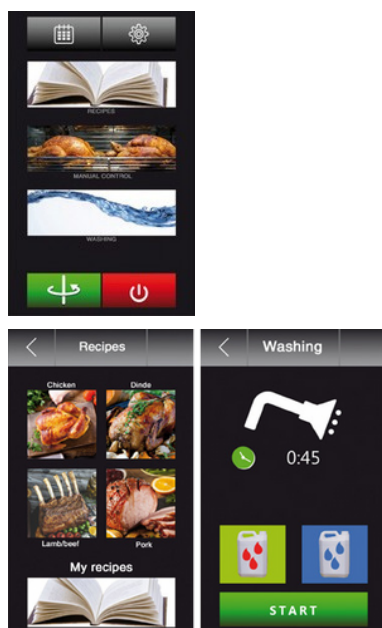 RECIPES
MANUAL CONTROL
WASHING
Recipes
Chicken Dinde
Lamb/beef Pork
My recipes
Washing
0:45
START